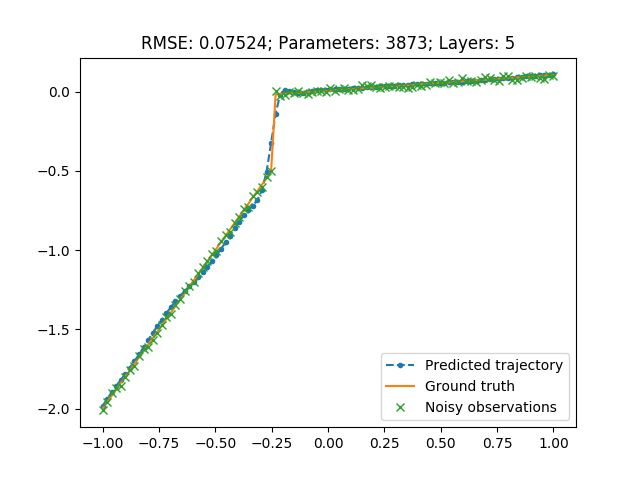 RMSE: 0.07524; Parameters: 3873; Layers: 5
0.0
−0.5
−1.0
−1.5
−2.0
Predicted trajectory
Ground truth
Noisy observations
−1.00 −0.75 −0.50 −0.25 0.00 0.25 0.50 0.75 1.00